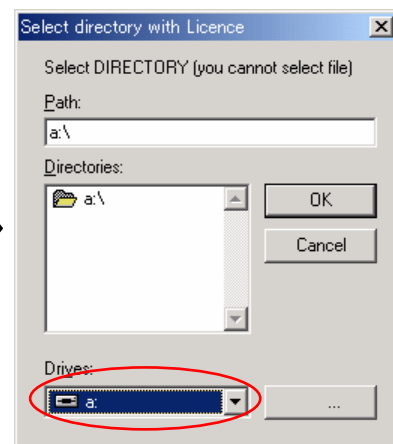 Select directory with Licence
Select DIRECTORY (you cannot select file)
Path:
a:\
Directories:
a:\
OK
Cancel
Drives:
a:
...